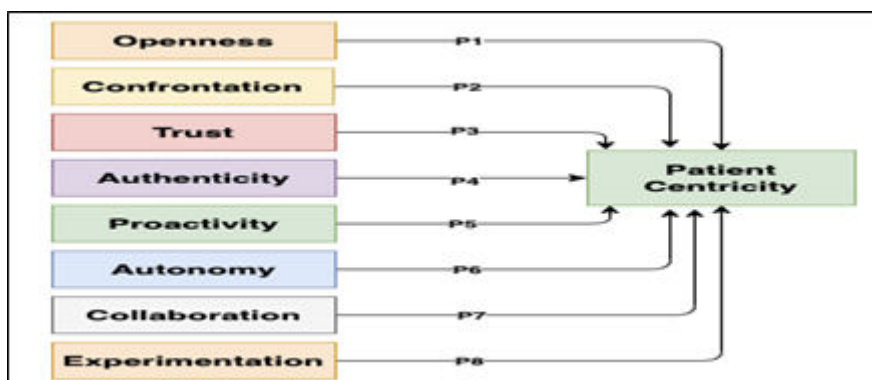 Openness
P1
Confrontation
P2
Trust
P3
Authenticity
P4
Patient
Centricity
Proactivity
P5
Autonomy
P6
Collaboration
P7
Experimentation
P8